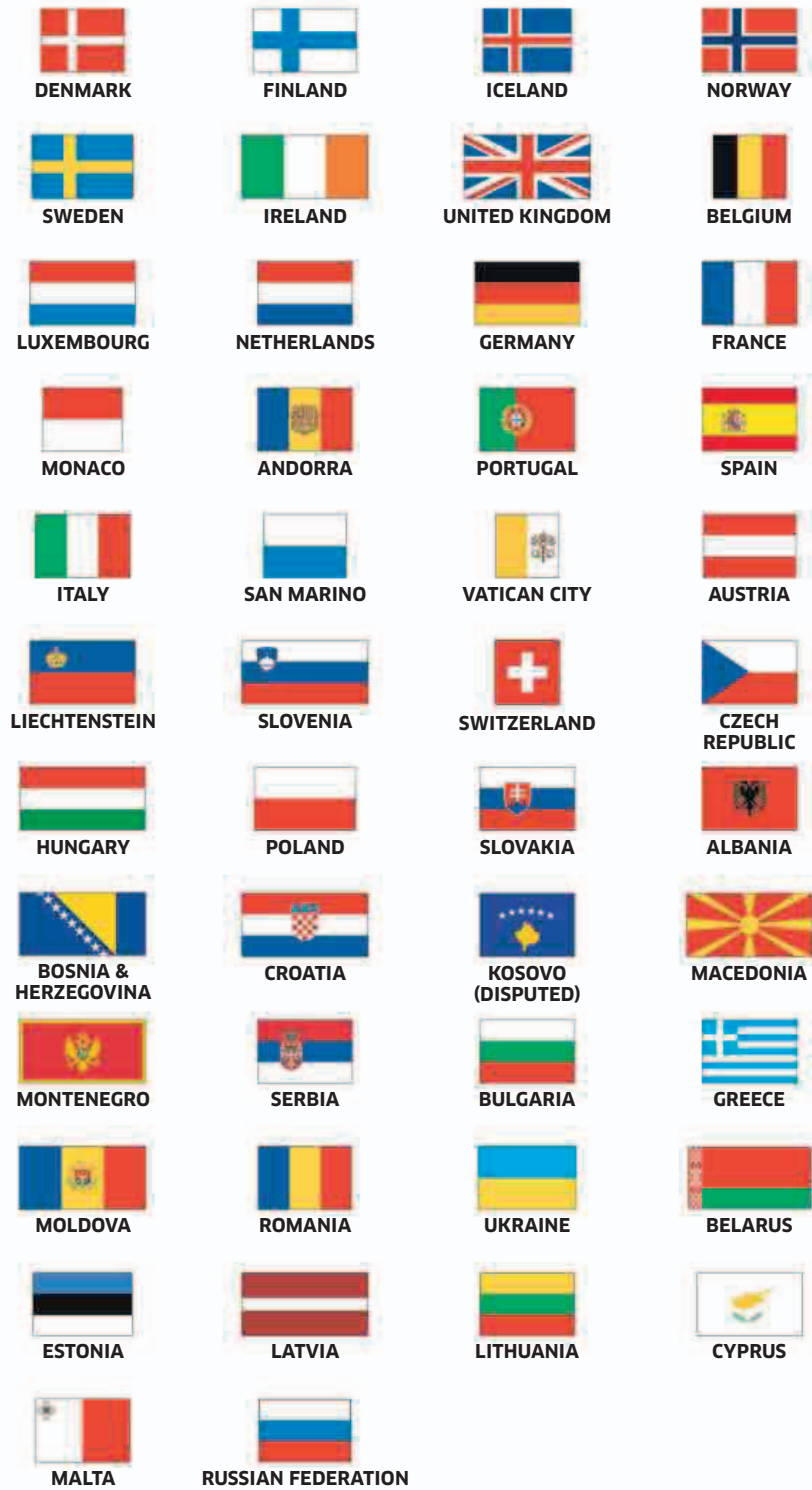 DENMARK
FINLAND
ICELAND
NORWAY
SWEDEN
IRELAND
UNITED KINGDOM
BELGIUM
LUXEMBOURG
NETHERLANDS
GERMANY
FRANCE
MONACO
ANDORRA
PORTUGAL
SPAIN
ITALY
SAN MARINO
VATICAN CITY
AUSTRIA
LIECHTENSTEIN
SLOVENIA
SWITZERLAND
CZECH
REPUBLIC
HUNGARY
POLAND
SLOVAKIA
ALBANIA
BOSNIA &
HERZEGOVINA
CROATIA
KOSOVO
(DISPUTED)
MACEDONIA
MONTENEGRO
SERBIA
BULGARIA
GREECE
MOLDOVA
ROMANIA
UKRAINE
BELARUS
ESTONIA
LATVIA
LITHUANIA
CYPRUS
MALTA
RUSSIAN FEDERATION